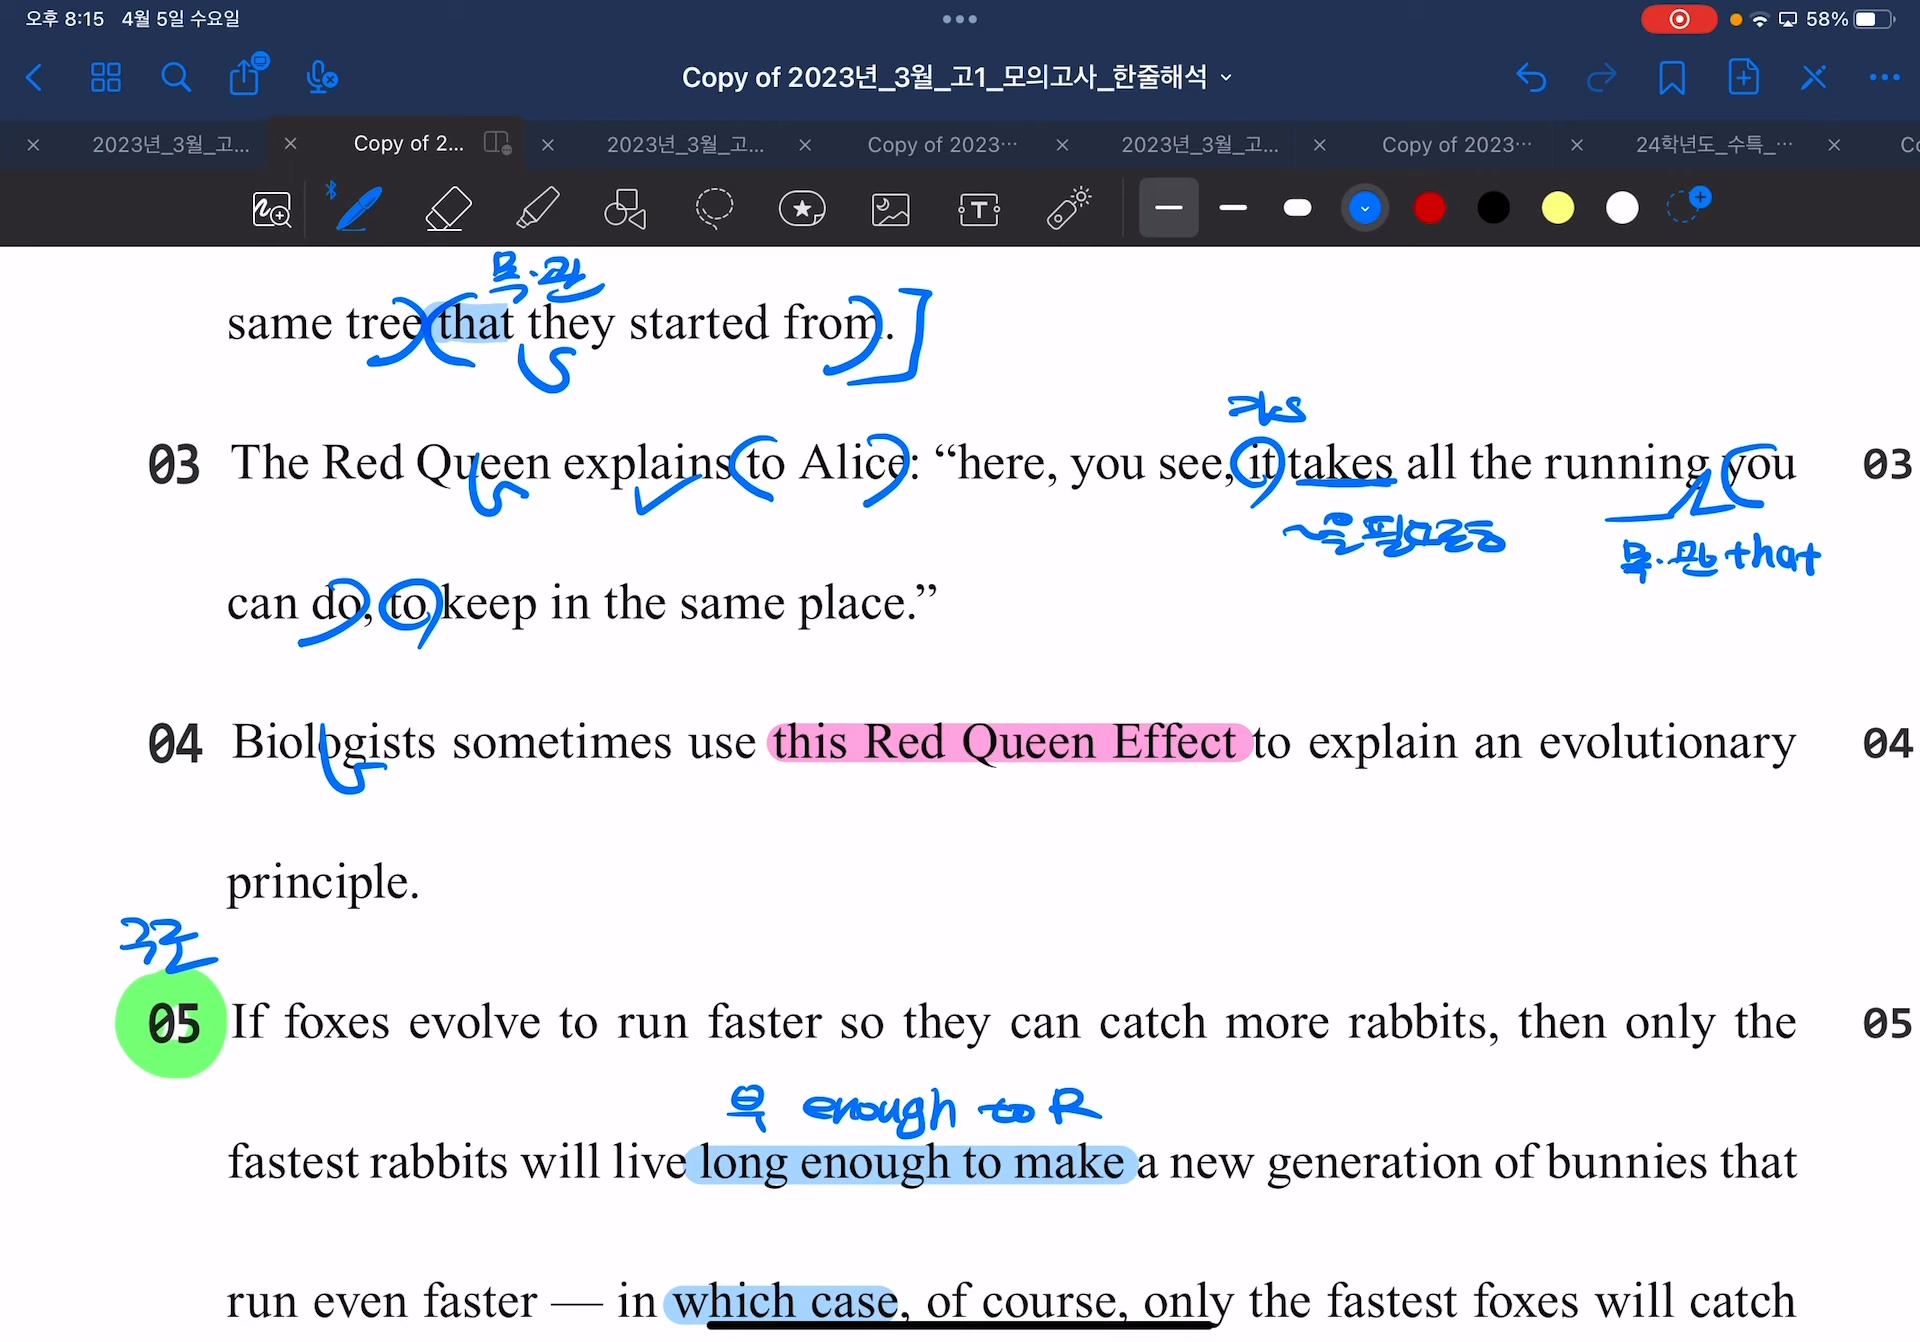 오후 8:15 4월 5일 수요일
58%
Copy of 2023년_3월_고1_모의고사_한줄해석
2023년_3월_고... Copy of 2... 2023년_3월_고... Copy of 2023... 2023년_3월_고... Copy of 2023... 24학년도_수특_... Co
목·관
same tree that they started from.]
S
가S
03 The Red Queen explains to Alice: “here, you see, it takes all the running you 03
S
~을 필요로 함
목·관 that
can do, to keep in the same place.”
04 Biologists sometimes use this Red Queen Effect to explain an evolutionary 04
S
principle.
05 If foxes evolve to run faster so they can catch more rabbits, then only the 05
enough to R
fastest rabbits will live long enough to make a new generation of bunnies that
run even faster — in which case, of course, only the fastest foxes will catch